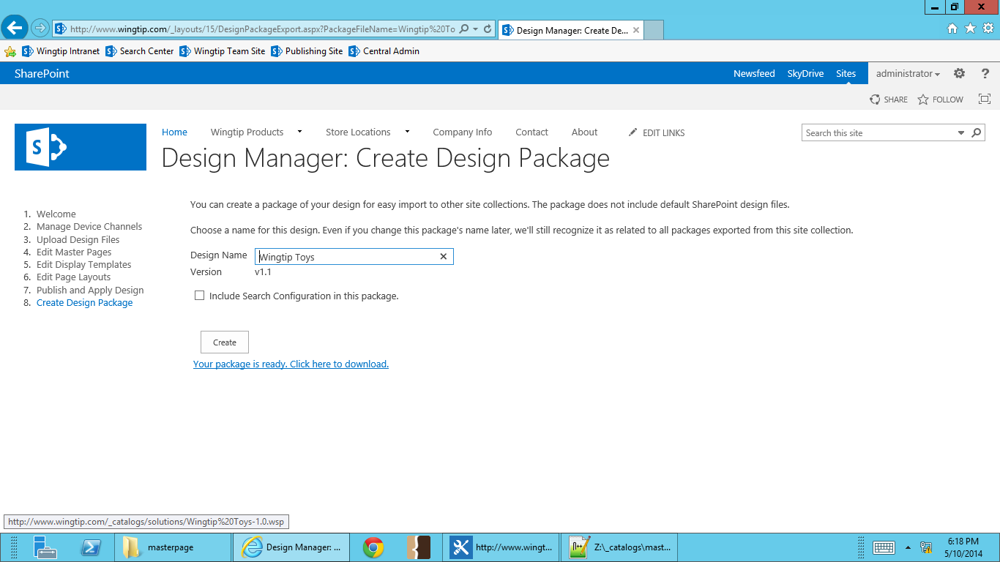 http://www.wingtip.com/_layouts/15/DesignPackageExport.aspx?PackageFileName=Wingtip%20To
Design Manager: Create De...
Wingtip Intranet Search Center Wingtip Team Site Publishing Site Central Admin
SharePoint Newsfeed SkyDrive Sites administrator ?
SHARE FOLLOW
S
Home Wingtip Products Store Locations Company Info Contact About EDIT LINKS Search this site
Design Manager: Create Design Package
You can create a package of your design for easy import to other site collections. The package does not include default SharePoint design files.
Choose a name for this design. Even if you change this package's name later, we'll still recognize it as related to all packages exported from this site collection.
1. Welcome
2. Manage Device Channels
3. Upload Design Files
4. Edit Master Pages
5. Edit Display Templates
6. Edit Page Layouts
7. Publish and Apply Design
8. Create Design Package
Design Name Wingtip Toys
Version v1.1
Include Search Configuration in this package.
Create
Your package is ready. Click here to download.
http://www.wingtip.com/_catalogs/solutions/Wingtip%20Toys-1.0.wsp
masterpage Design Manager: ... http://www.wingt... Z:\_catalogs\mast... 6:18 PM
5/10/2014